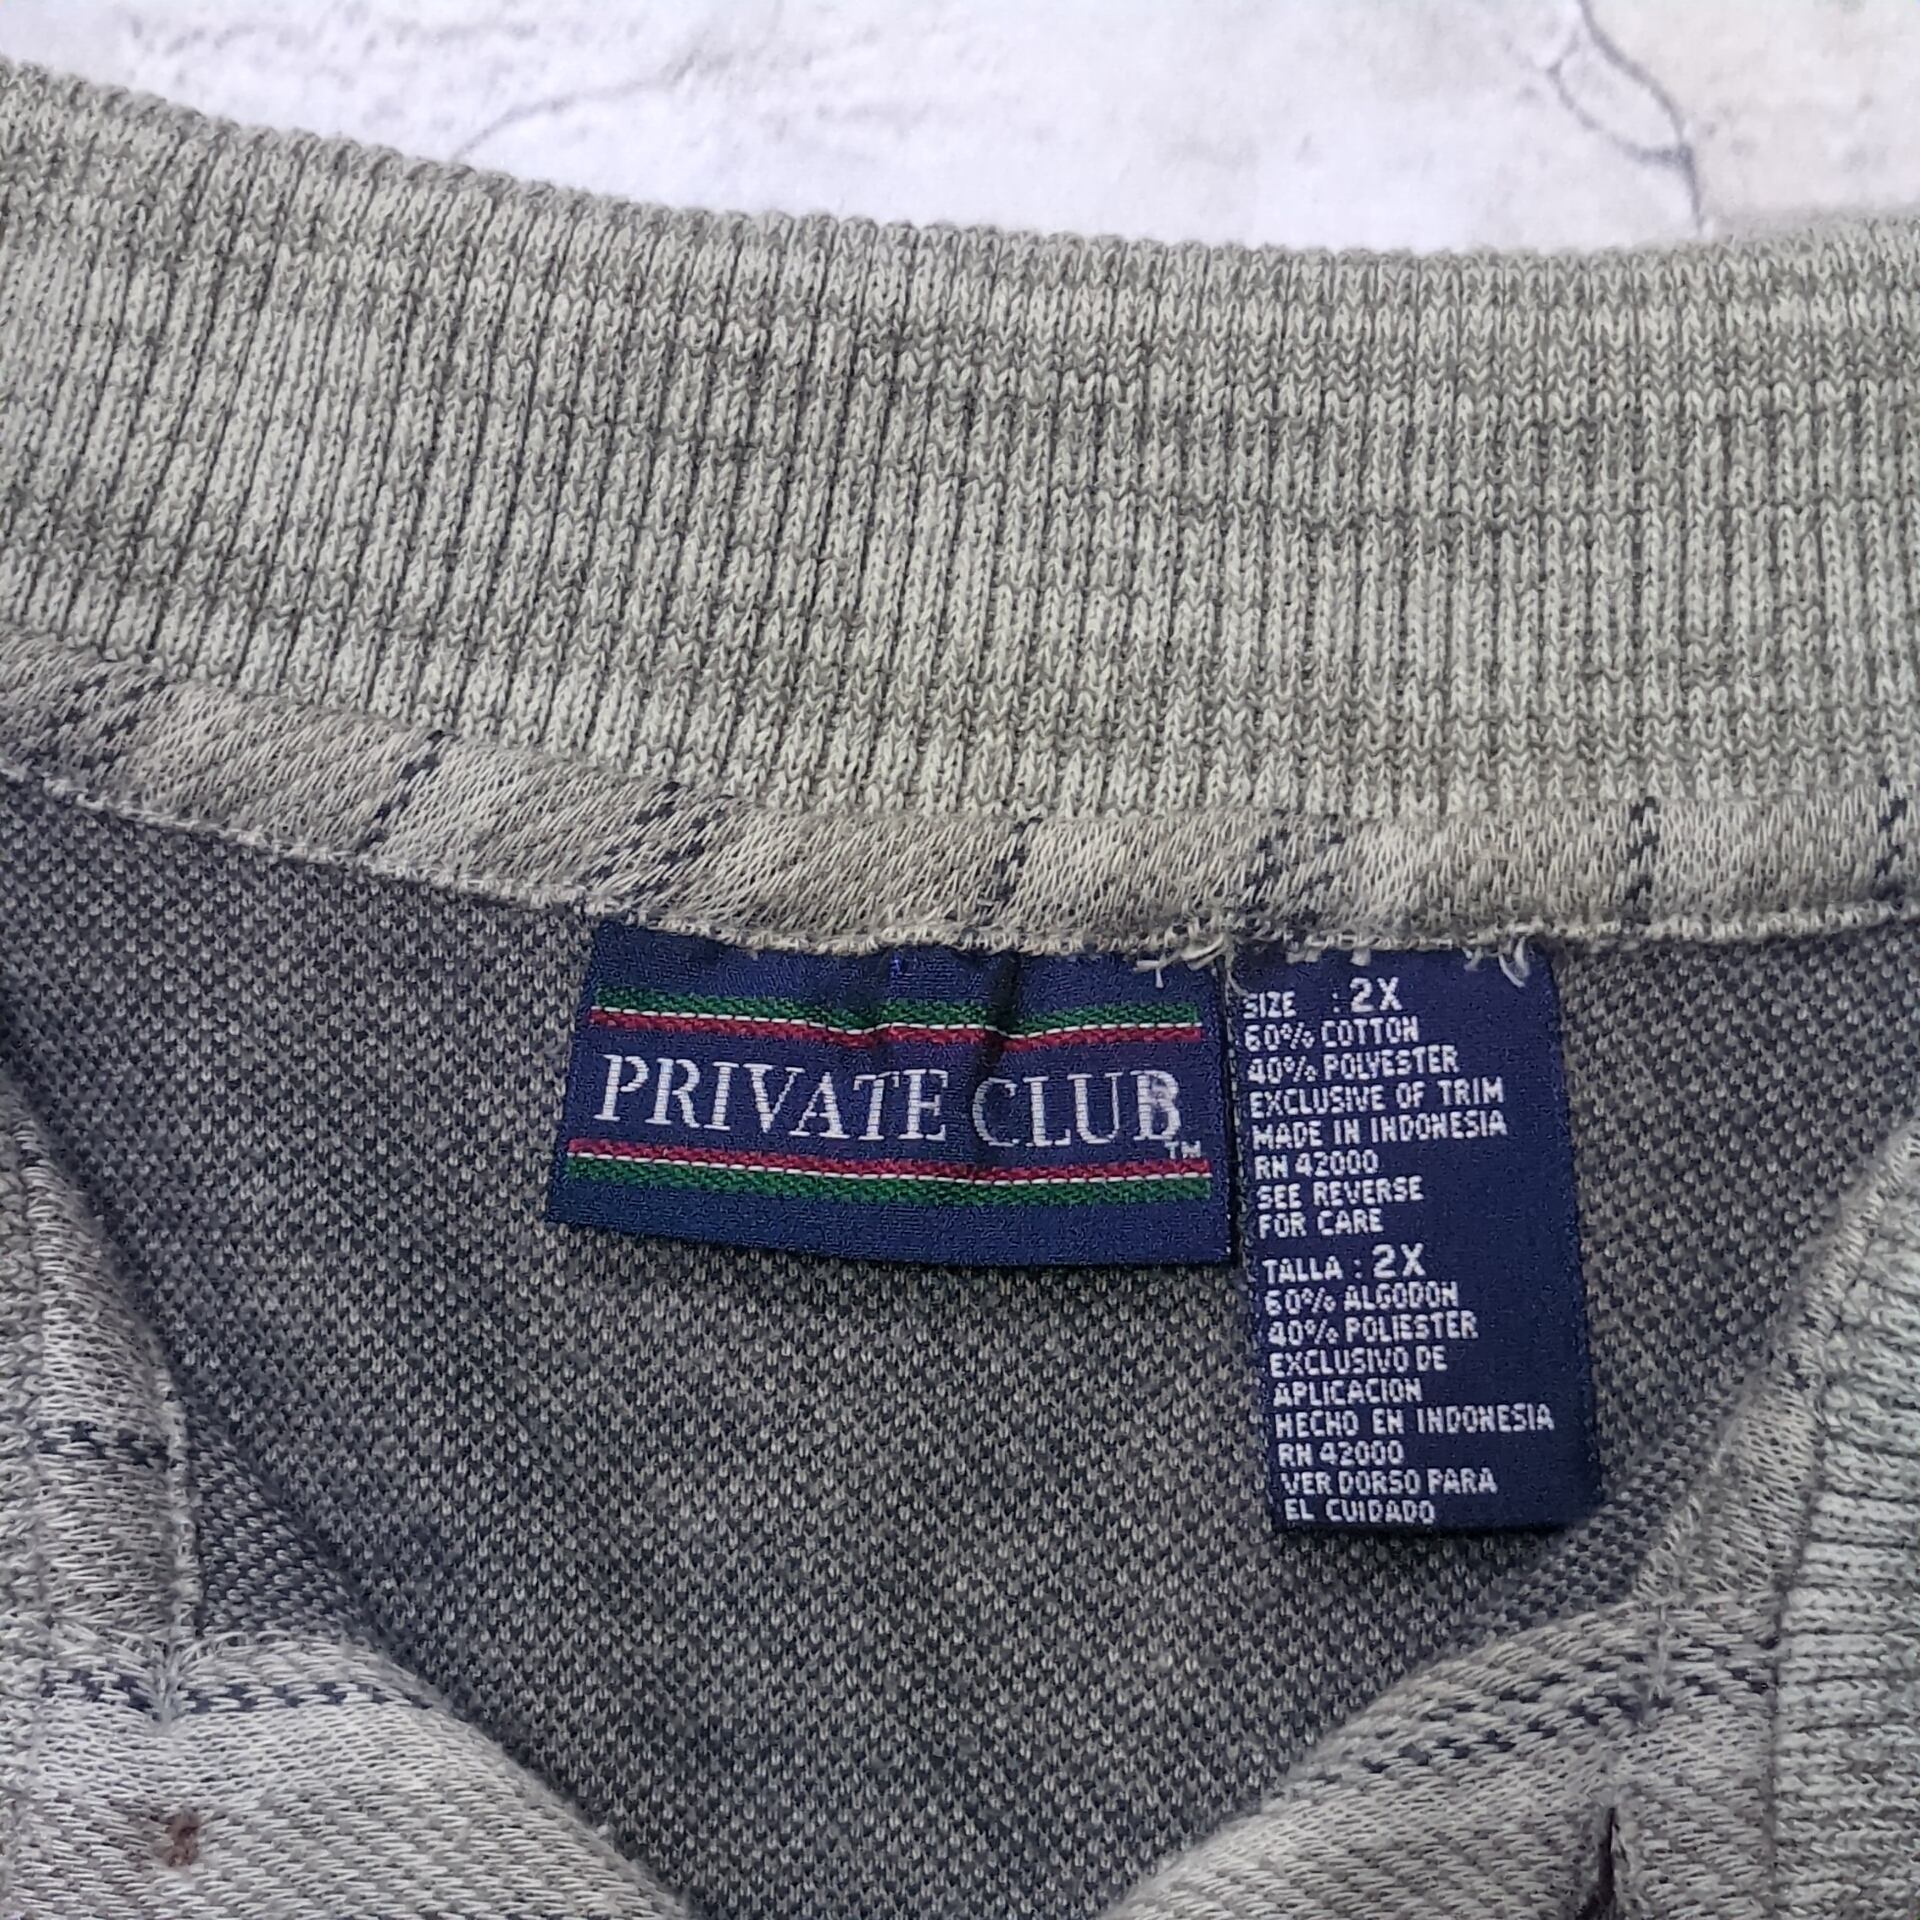 PRIVATE CLUB
TM
SIZE : 2X
60% COTTON
40% POLYESTER
EXCLUSIVE OF TRIM
MADE IN INDONESIA
RN 42000
SEE REVERSE
FOR CARE
TALLA : 2X
60% ALGODON
40% POLIESTER
EXCLUSIVO DE
APLICACION
HECHO EN INDONESIA
RN 42000
VER DORSO PARA
EL CUIDADO